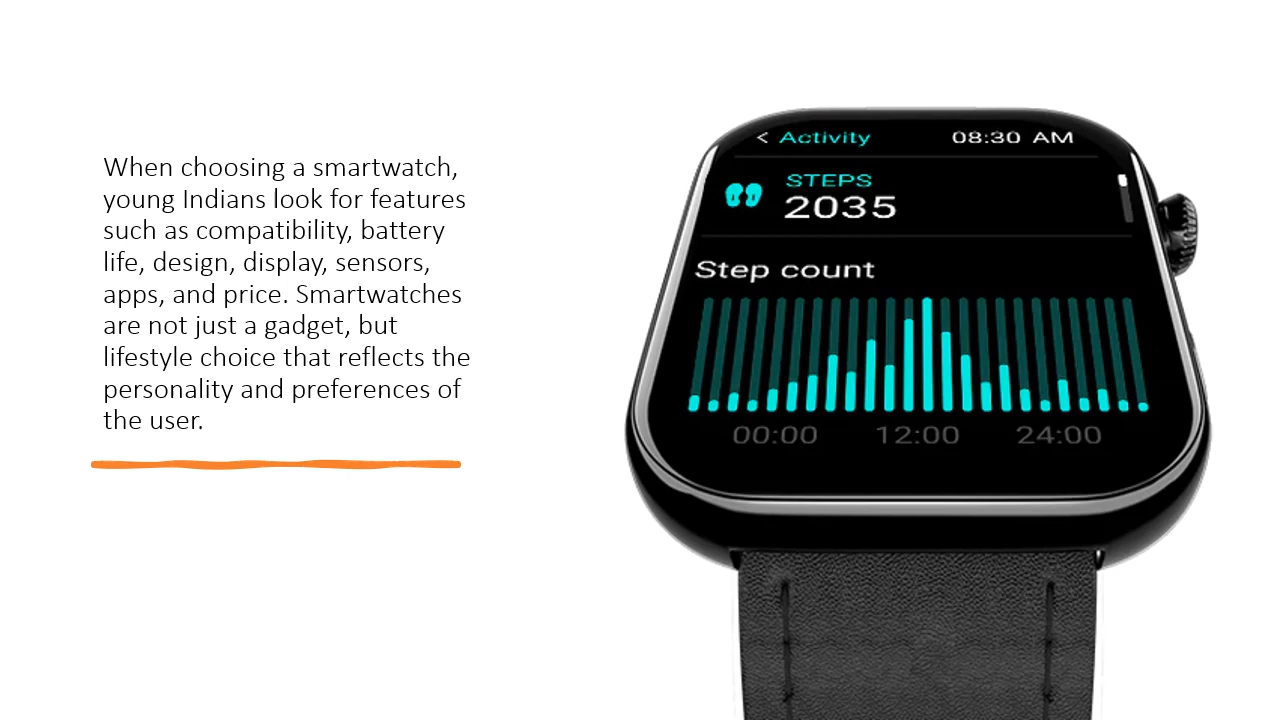 When choosing a smartwatch,
young Indians look for features
such as compatibility, battery
life, design, display, sensors,
apps, and price. Smartwatches
are not just a gadget, but
lifestyle choice that reflects the
personality and preferences of
the user.
< Activity 08:30 AM
STEPS
2035
Step count
00:00 12:00 24:00